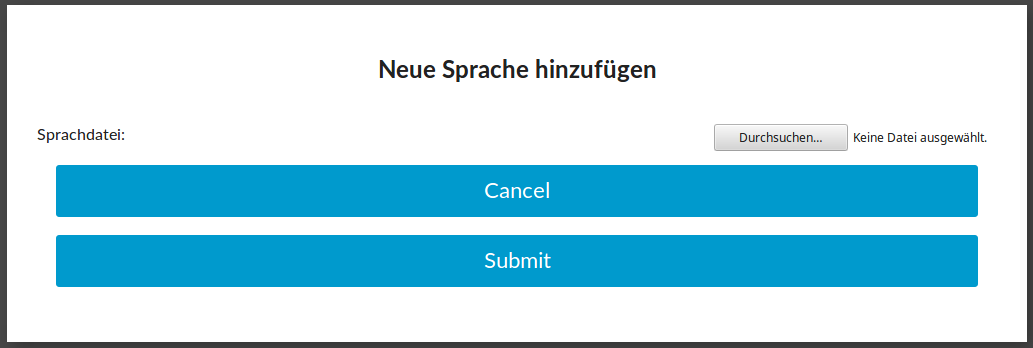 Neue Sprache hinzufügen
Sprachdatei:
Durchsuchen... Keine Datei ausgewählt.
Cancel
Submit